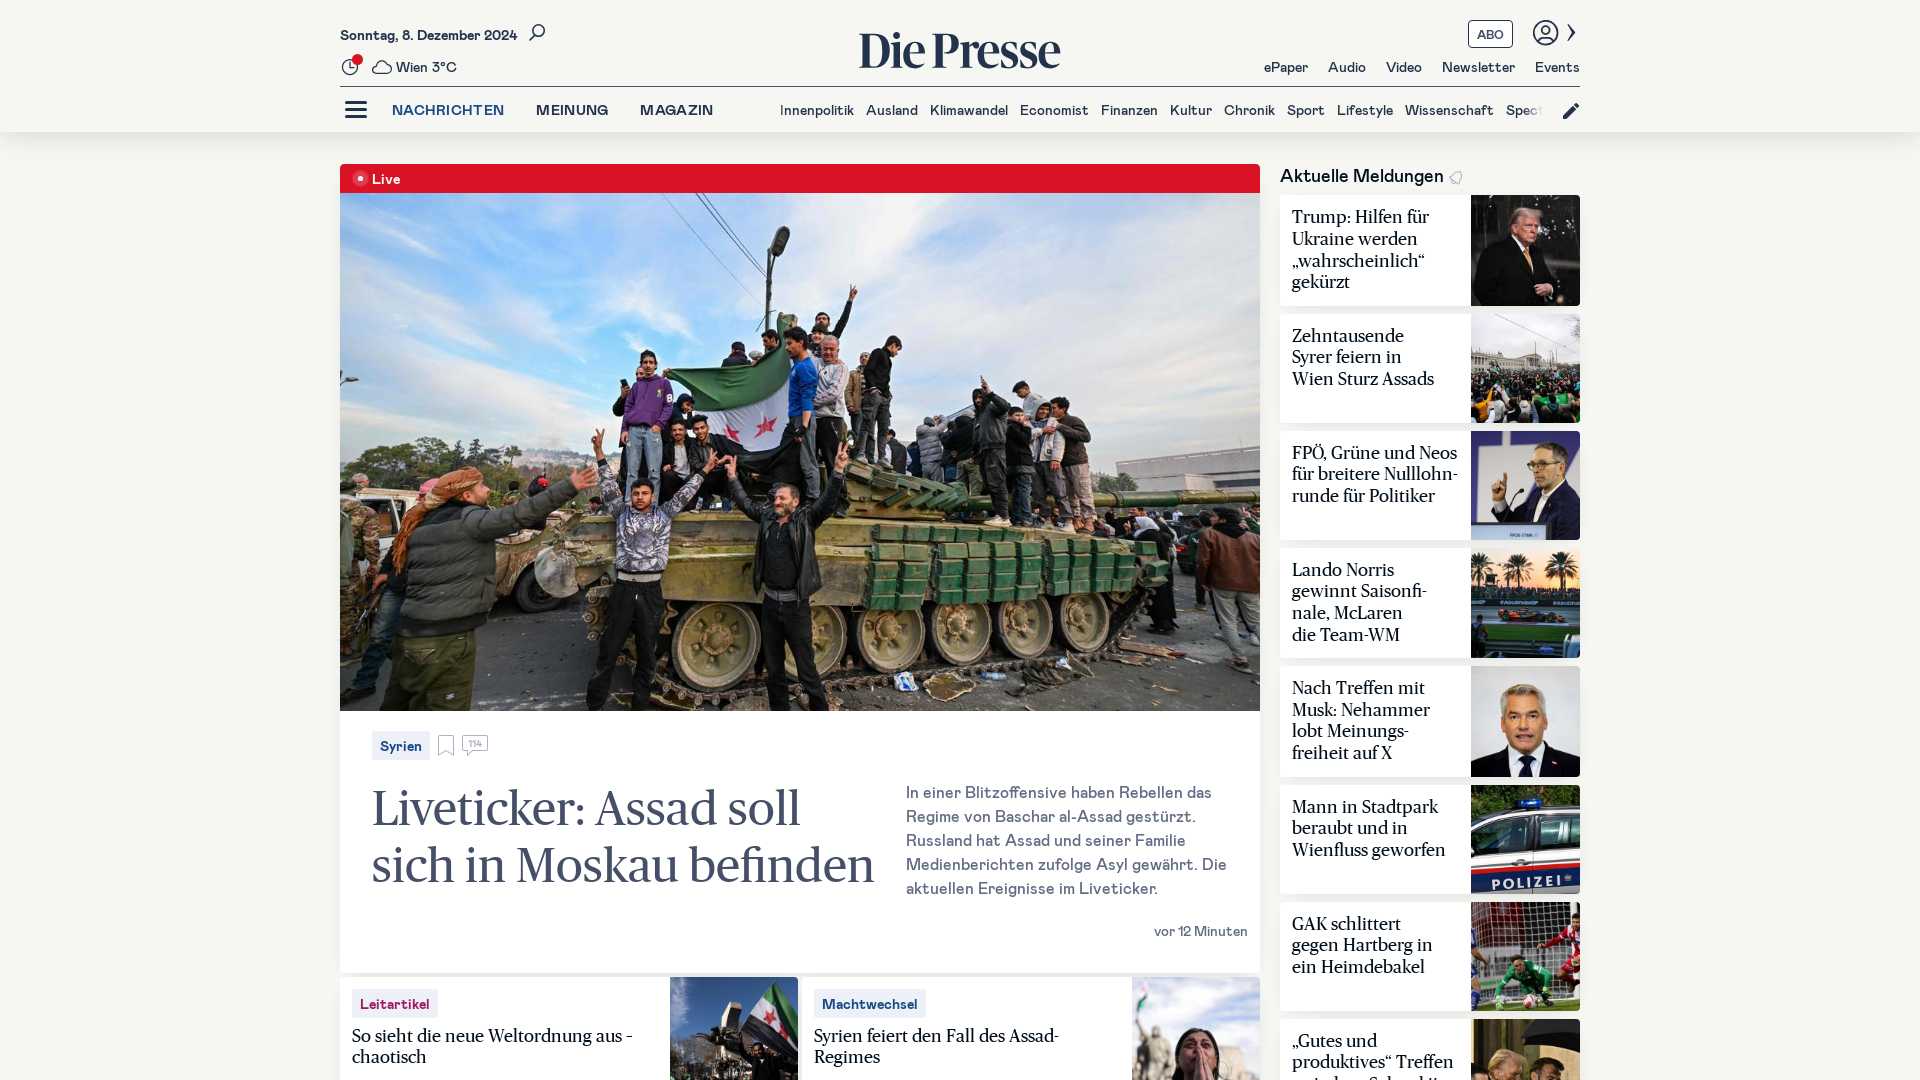 Sonntag, 8. Dezember 2024
Wien 3°C
Die Presse
ABO
ePaper Audio Video Newsletter Events
NACHRICHTEN MEINUNG MAGAZIN
Innenpolitik Ausland Klimawandel Economist Finanzen Kultur Chronik Sport Lifestyle Wissenschaft Spect
Live
Syrien
114
Liveticker: Assad soll
sich in Moskau befinden
In einer Blitzoffensive haben Rebellen das
Regime von Baschar al-Assad gestürzt.
Russland hat Assad und seiner Familie
Medienberichten zufolge Asyl gewährt. Die
aktuellen Ereignisse im Liveticker.
vor 12 Minuten
Leitartikel
So sieht die neue Weltordnung aus –
chaotisch
Machtwechsel
Syrien feiert den Fall des Assad-
Regimes
Aktuelle Meldungen
Trump: Hilfen für
Ukraine werden
„wahrscheinlich“
gekürzt
Zehntausende
Syrer feiern in
Wien Sturz Assads
FPÖ, Grüne und Neos
für breitere Nulllohn-
runde für Politiker
Lando Norris
gewinnt Saisonfi-
nale, McLaren
die Team-WM
Nach Treffen mit
Musk: Nehammer
lobt Meinungs-
freiheit auf X
Mann in Stadtpark
beraubt und in
Wienfluss geworfen
POLIZEI
GAK schlittert
gegen Hartberg in
ein Heimdebakel
„Gutes und
produktives“ Treffen